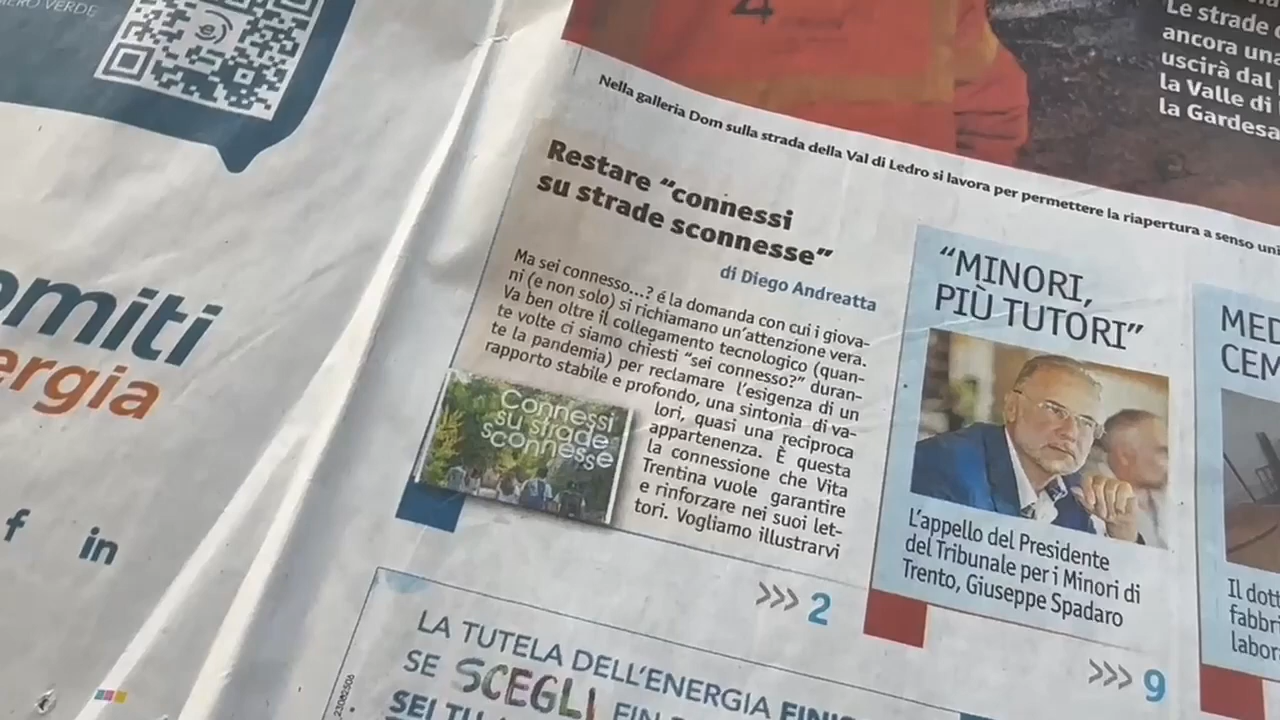 VERDE
omiti
ergia
f
in
4
Le strade
ancora una
uscirà dal
la Valle di
la Gardesa
Nella galleria Dom sulla strada della Val di Ledro si lavora per permettere la riapertura a senso uni
Restare “connessi
su strade sconnesse”
di Diego Andreatta
Ma sei connesso...? é la domanda con cui i giova-
ni (e non solo) si richiamano un'attenzione vera.
Va ben oltre il collegamento tecnologico (quan-
te volte ci siamo chiesti “sei connesso?” duran-
te la pandemia) per reclamare l'esigenza di un
rapporto stabile e profondo, una sintonia di va-
lori, quasi una reciproca
appartenenza. È questa
la connessione che Vita
Trentina vuole garantire
e rinforzare nei suoi let-
tori. Vogliamo illustrarvi
Connessi
su strade
sconnesse
>>> 2
“MINORI,
PIÙ TUTORI”
L'appello del Presidente
del Tribunale per i Minori di
Trento, Giuseppe Spadaro
>>> 9
MED
CEM
Il dott
fabbri
labor
LA TUTELA DELL'ENERGIA FINIS
SE SCEGLI FIN
SEI TU